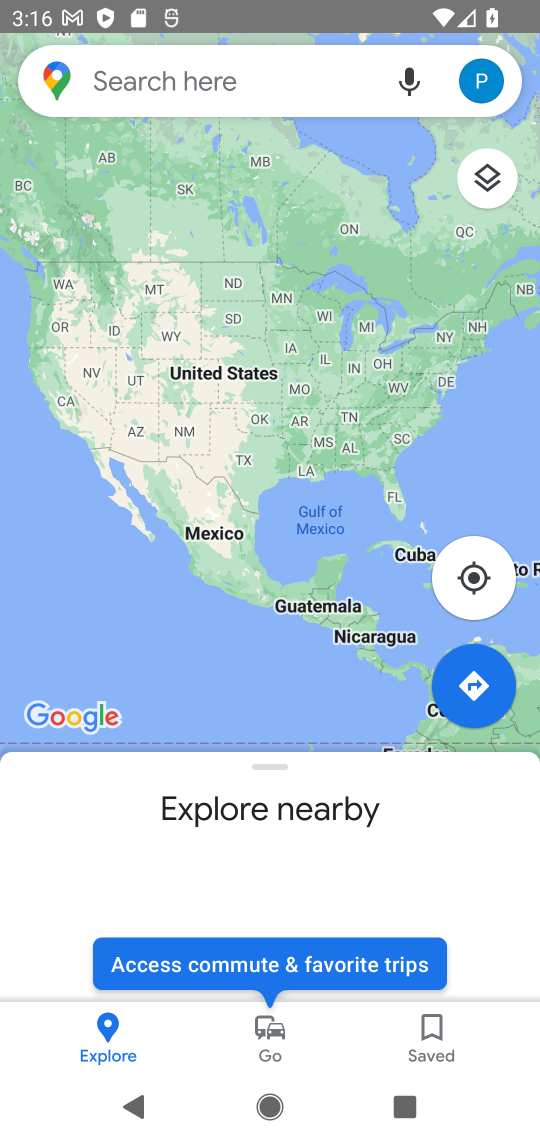 3:16
Search here
P
AB
MB
BC
SK
ON
QC
WA
MT
ND
MN
NB
OR
ID
SD
WI
MI
NH
WY
NY
IA
NV
UT
United States
IL
IN
OH
MO
WV
DE
CA
OK
AR
TN
AZ
NM
MS
AL
SC
TX
LA
FL
Gulf of
Mexico
Mexico
Cuba
to R
Guatemala
Nicaragua
Google
Explore nearby
Access commute & favorite trips
Explore
Go
Saved